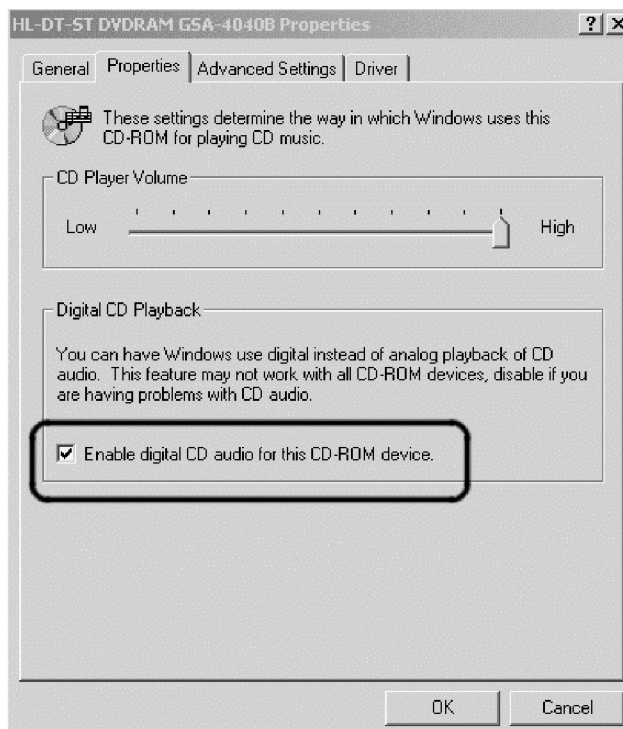 HL-DT-ST DVDRAM GSA-4040B Properties
General Properties Advanced Settings Driver
These settings determine the way in which Windows uses this
CD-ROM for playing CD music.
CD Player Volume
Low High
Digital CD Playback
You can have Windows use digital instead of analog playback of CD
audio. This feature may not work with all CD-ROM devices, disable if you
are having problems with CD audio.
Enable digital CD audio for this CD-ROM device.
OK Cancel